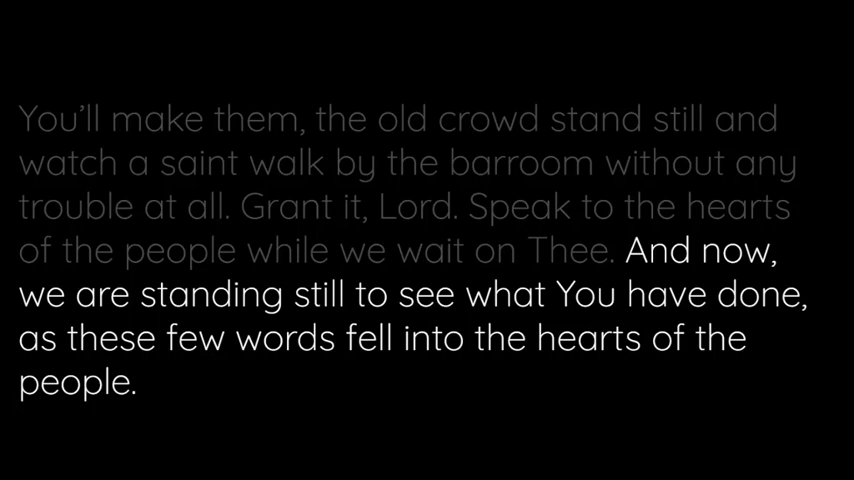 You’ll make them, the old crowd stand still and
watch a saint walk by the barroom without any
trouble at all. Grant it, Lord. Speak to the hearts
of the people while we wait on Thee. And now,
we are standing still to see what You have done,
as these few words fell into the hearts of the
people.